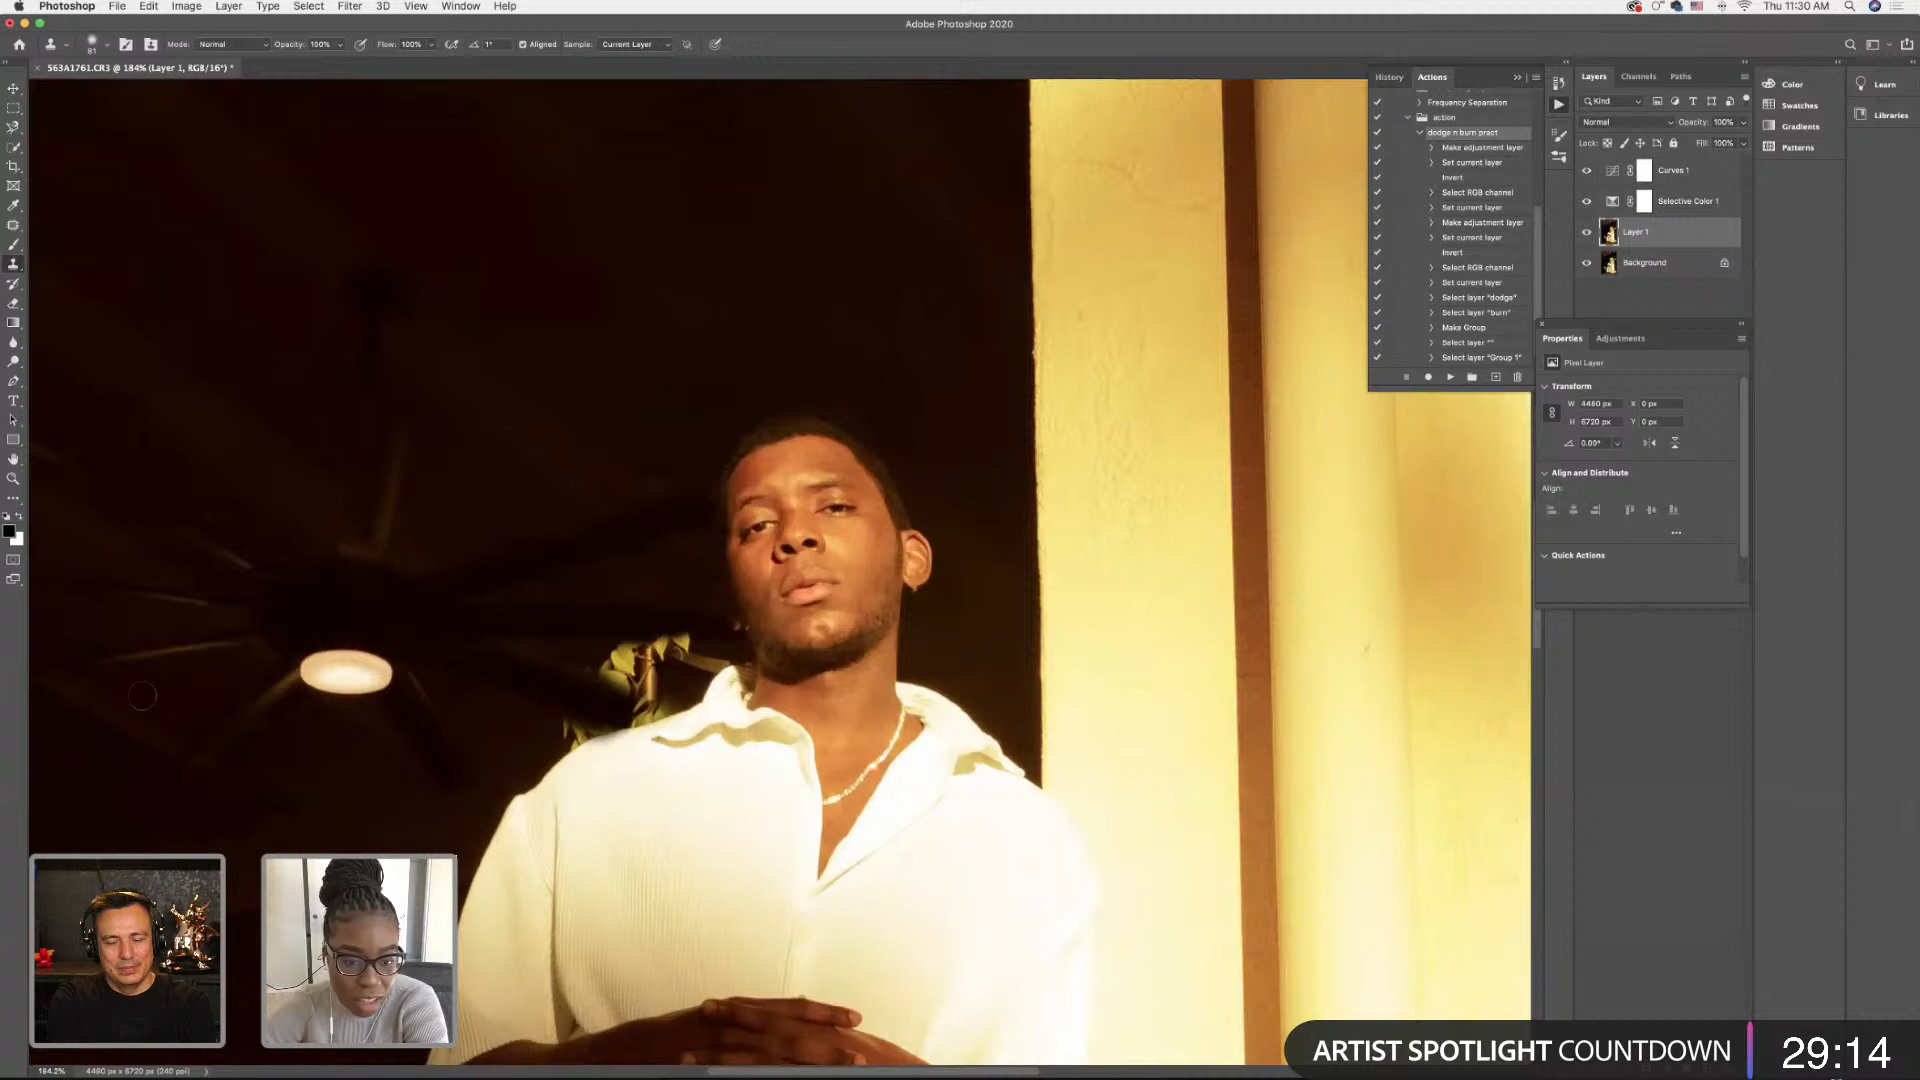 Photoshop File Edit Image Layer Type Select Filter 3D View Window Help Thu 11:30 AM
Adobe Photoshop 2020
81 Mode: Normal Opacity: 100% Flow: 100% 1° Aligned Sample: Current Layer
S63A1761.CR3 @ 184% (Layer 1, RGB/16*) *
History Actions
Frequency Separation
action
dodge n burn pract
Make adjustment layer
Set current layer
Invert
Select RGB channel
Set current layer
Make adjustment layer
Set current layer
Invert
Select RGB channel
Set current layer
Select layer "dodge"
Select layer "burn"
Make Group
Select layer ""
Select layer "Group 1"
Layers Channels Paths
Kind
Normal Opacity: 100%
Lock: Fill: 100%
Curves 1
Selective Color 1
Layer 1
Background
Properties Adjustments
Pixel Layer
Transform
W 4480 px X 0 px
H 6720 px Y 0 px
0.00°
Align and Distribute
Align:
Quick Actions
Color
Swatches
Gradients
Patterns
Learn
Libraries
184.2% 4480 px x 6720 px (240 ppi)
ARTIST SPOTLIGHT COUNTDOWN 29:14